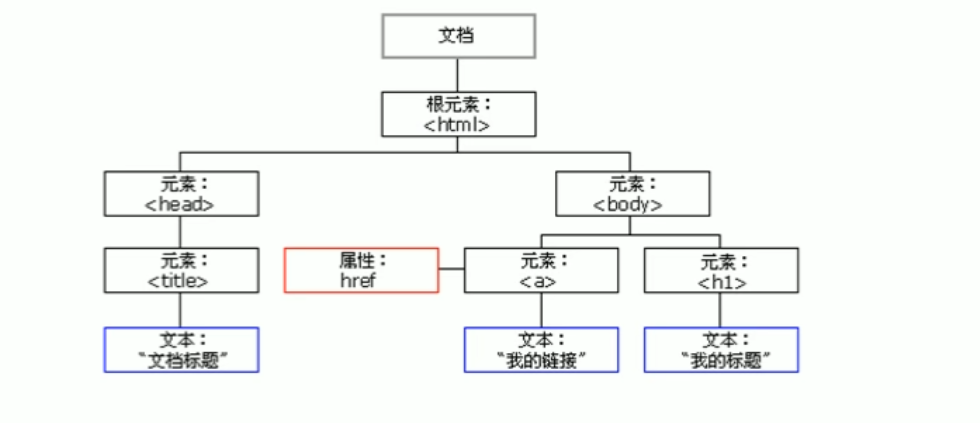 文档
根元素：
<html>
元素：
<head>
元素：
<body>
元素：
<title>
属性：
href
元素：
<a>
元素：
<h1>
文本：
“文档标题”
文本：
“我的链接”
文本：
“我的标题”